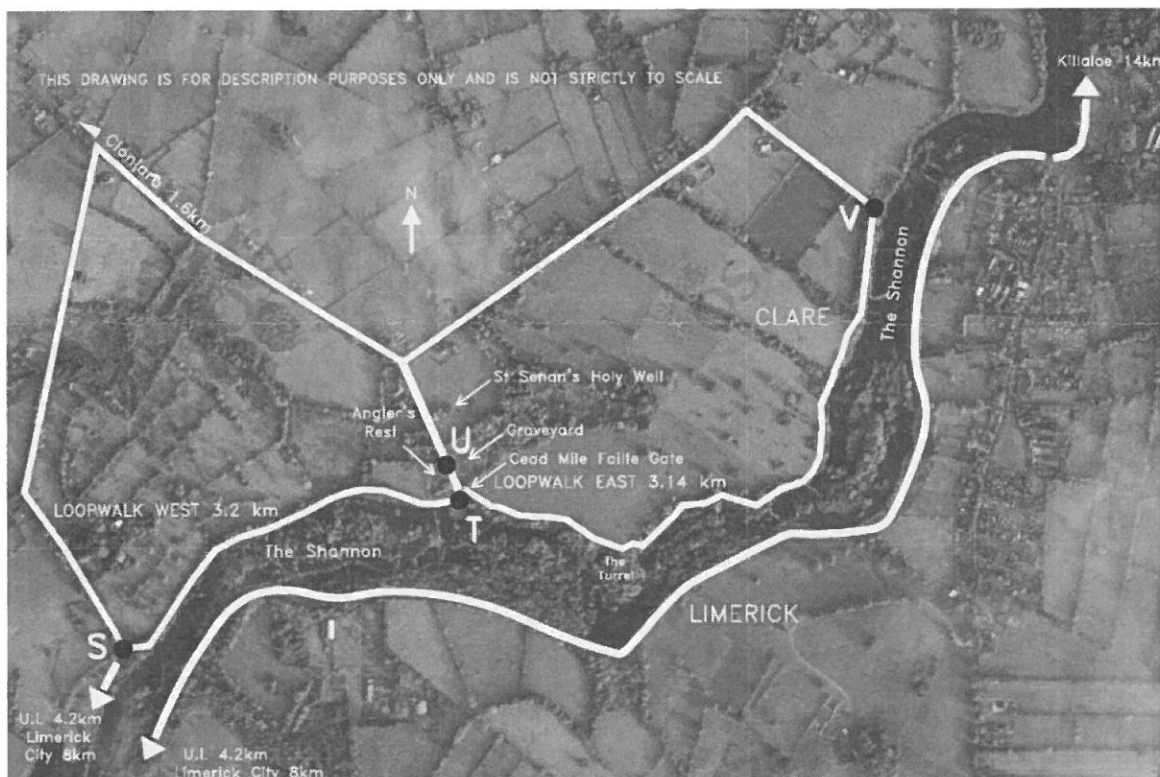 Killaloe 14km
THIS DRAWING IS FOR DESCRIPTION PURPOSES ONLY AND IS NOT STRICTLY TO SCALE
Clonlara 1.6km
N
V
The Shannon
CLARE
St Senan's Holy Well
Angler's
Rest
U
Graveyard
Cead Mile Failte Gate
LOOPWALK EAST 3.14 km
LOOPWALK WEST 3.2 km
T
The Shannon
The
Turret
LIMERICK
S
U.L 4.2km
Limerick
City 8km
U.L 4.2km
Limerick City 8km